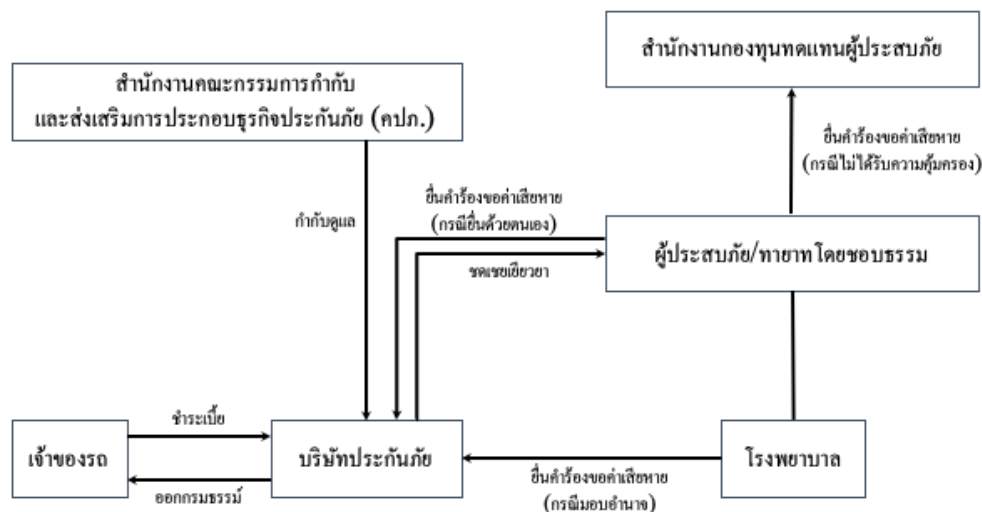 สำนักงานกองทุนทดแทนผู้ประสบภัย
สำนักงานคณะกรรมการกำกับ
และส่งเสริมการประกอบธุรกิจประกันภัย (คปภ.)
ยื่นคำร้องขอค่าเสียหาย
(กรณีไม่ได้รับความคุ้มครอง)
กำกับดูแล
ยื่นคำร้องขอค่าเสียหาย
(กรณียื่นด้วยตนเอง)
ผู้ประสบภัย/ทายาทโดยชอบธรรม
ชดเชยเยียวยา
ชำระเบี้ย
เจ้าของรถ
บริษัทประกันภัย
โรงพยาบาล
ออกกรมธรรม์
ยื่นคำร้องขอค่าเสียหาย
(กรณีมอบอำนาจ)